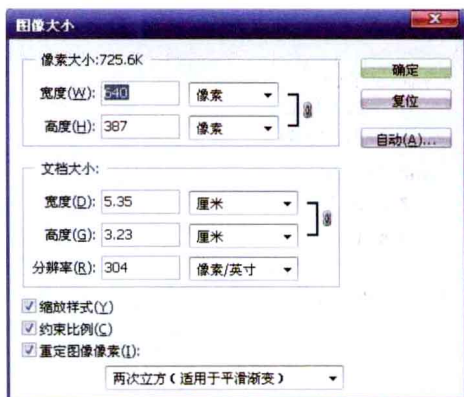 图像大小
像素大小:725.6K
宽度(W): 640 像素
高度(H): 387 像素
确定
复位
自动(A)...
文档大小:
宽度(D): 5.35 厘米
高度(G): 3.23 厘米
分辨率(R): 304 像素/英寸
缩放样式(Y)
约束比例(C)
重定图像像素(I):
两次立方(适用于平滑渐变)